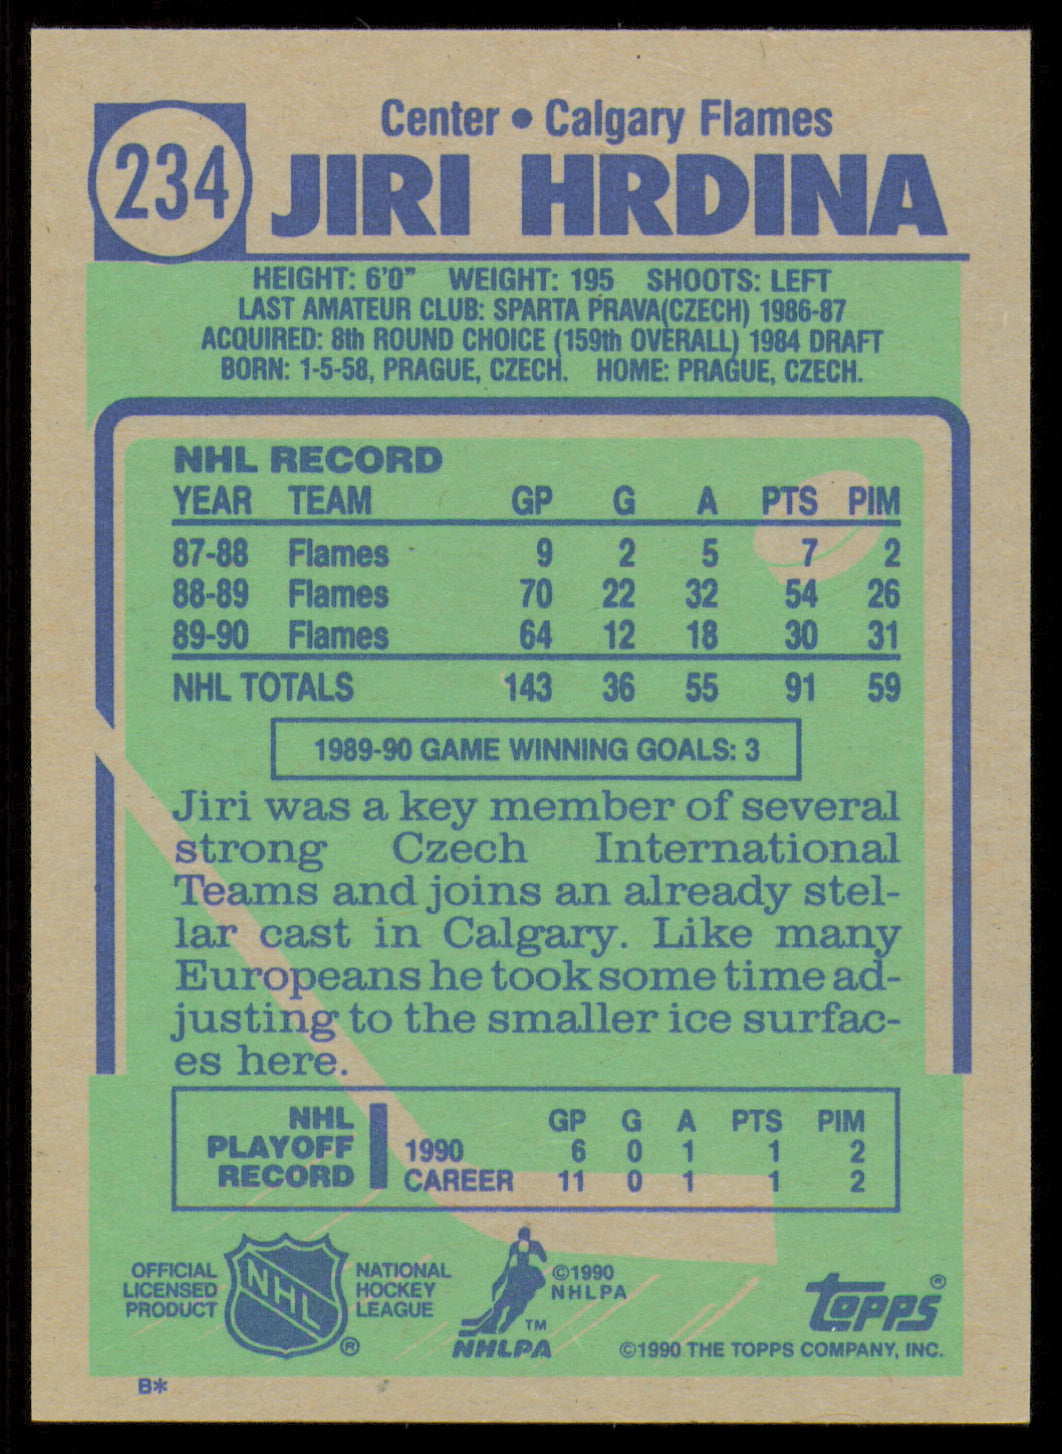 Center • Calgary Flames
234 JIRI HRDINA
HEIGHT: 6'0" WEIGHT: 195 SHOOTS: LEFT
LAST AMATEUR CLUB: SPARTA PRAVA(CZECH) 1986-87
ACQUIRED: 8th ROUND CHOICE (159th OVERALL) 1984 DRAFT
BORN: 1-5-58, PRAGUE, CZECH. HOME: PRAGUE, CZECH.
NHL RECORD
YEAR TEAM GP G A PTS PIM
87-88 Flames 9 2 5 7 2
88-89 Flames 70 22 32 54 26
89-90 Flames 64 12 18 30 31
NHL TOTALS 143 36 55 91 59
1989-90 GAME WINNING GOALS: 3
Jiri was a key member of several
strong Czech International
Teams and joins an already stel-
lar cast in Calgary. Like many
Europeans he took some time ad-
justing to the smaller ice surfac-
es here.
NHL PLAYOFF RECORD
GP G A PTS PIM
1990 6 0 1 1 2
CAREER 11 0 1 1 2
OFFICIAL
LICENSED
PRODUCT
NHL
®
NATIONAL
HOCKEY
LEAGUE
©1990
NHLPA
TM
NHLPA
topps®
©1990 THE TOPPS COMPANY, INC.
B*